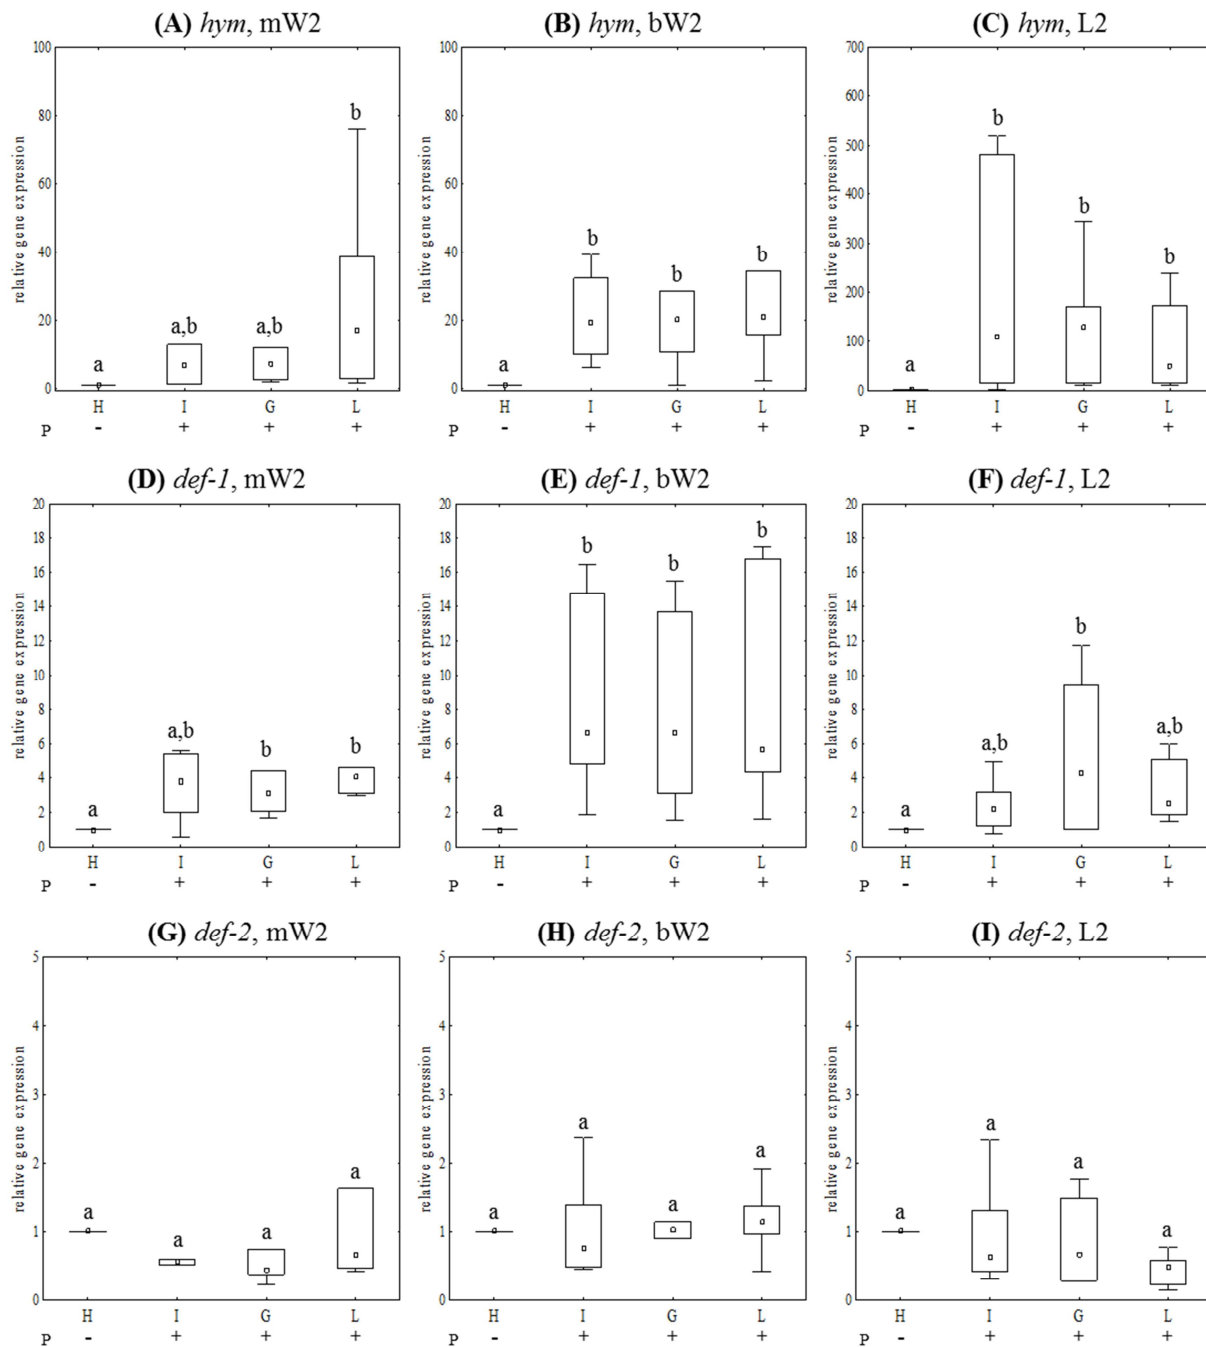 (A) hym, mW2
(B) hym, bW2
(C) hym, L2
relative gene expression
100
80
60
40
20
0
a
a,b
a,b
b
H I G L
P - + + +
relative gene expression
100
80
60
40
20
0
a
b
b
b
H I G L
- + + +
relative gene expression
700
600
500
400
300
200
100
0
a
b
b
b
H I G L
- + + +
(D) def-1, mW2
(E) def-1, bW2
(F) def-1, L2
relative gene expression
20
18
16
14
12
10
8
6
4
2
0
a
a,b
b
b
H I G L
P - + + +
relative gene expression
20
18
16
14
12
10
8
6
4
2
0
a
b
b
b
H I G L
P - + + +
relative gene expression
20
18
16
14
12
10
8
6
4
2
0
a
a,b
b
a,b
H I G L
P - + + +
(G) def-2, mW2
(H) def-2, bW2
(I) def-2, L2
relative gene expression
5
4
3
2
1
0
a
a
a
a
H I G L
P - + + +
relative gene expression
5
4
3
2
1
0
a
a
a
a
H I G L
P - + + +
relative gene expression
5
4
3
2
1
0
a
a
a
a
H I G L
P - + + +